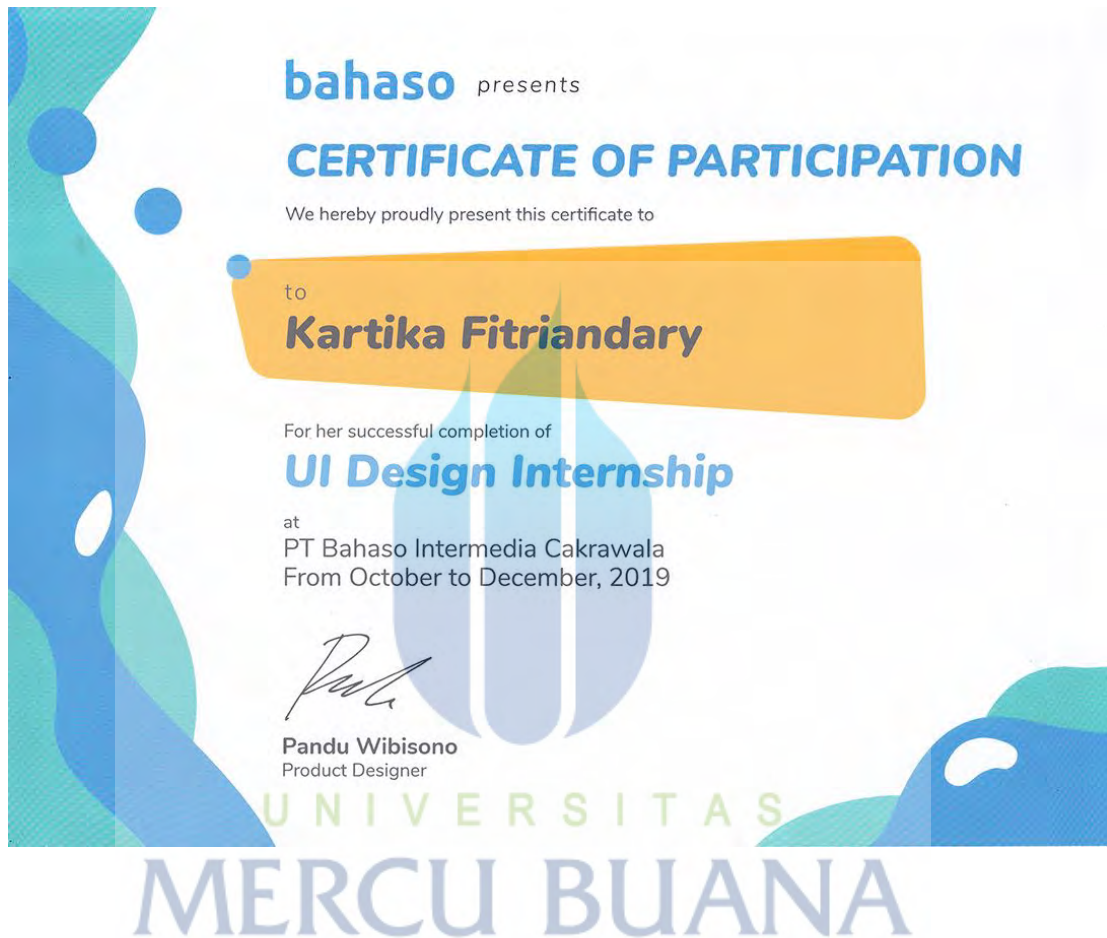 bahaso presents
CERTIFICATE OF PARTICIPATION
We hereby proudly present this certificate to
to
Kartika Fitriandary
For her successful completion of
UI Design Internship
at
PT Bahaso Intermedia Cakrawala
From October to December, 2019
Pandu Wibisono
Product Designer
UNIVERSITAS
MERCU BUANA